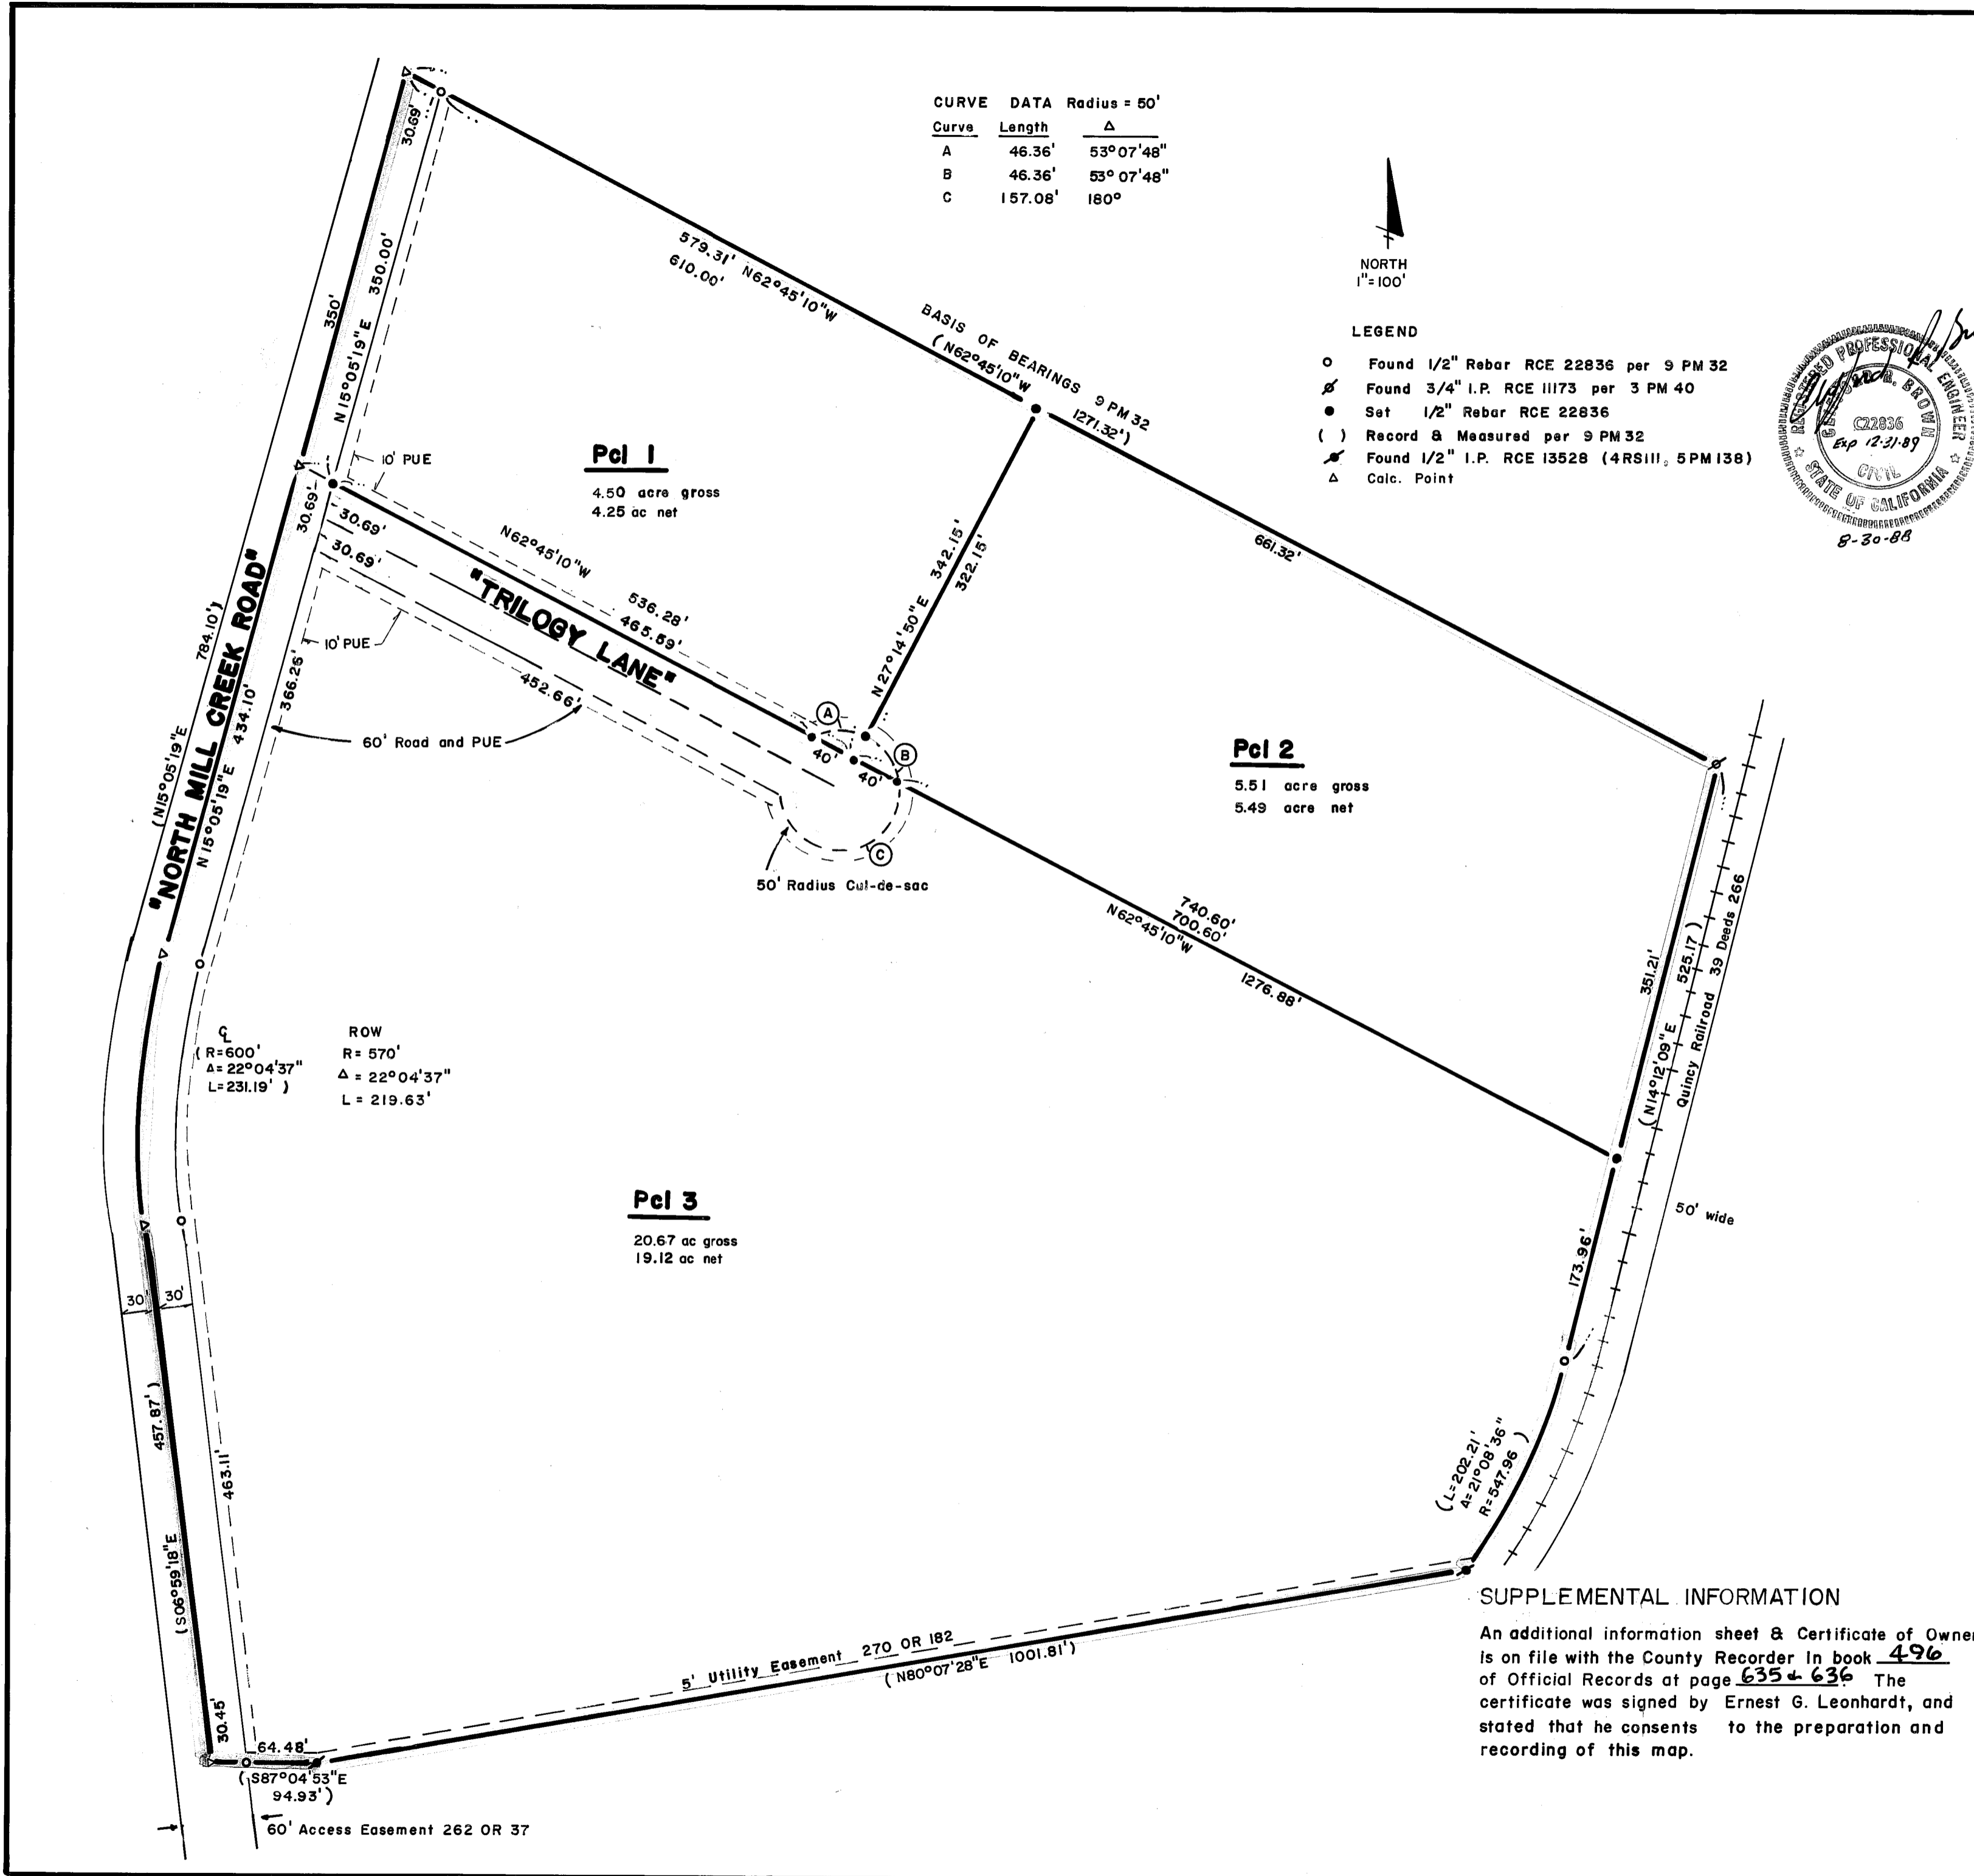 CURVE DATA Radius = 50'
Curve Length Δ
A 46.36' 53°07'48"
B 46.36' 53°07'48"
C 157.08' 180°
NORTH
1"=100'
LEGEND
Found 1/2" Rebar RCE 22836 per 9 PM 32
Found 3/4" I.P. RCE 11173 per 3 PM 40
Set 1/2" Rebar RCE 22836
( ) Record & Measured per 9 PM 32
Found 1/2" I.P. RCE 13528 (4RS111, 5 PM 138)
Δ Calc. Point
REGISTERED PROFESSIONAL ENGINEER
R. BROWN
C22836
Exp 12-31-89
CIVIL
STATE OF CALIFORNIA
8-30-88
30.69'
350'
N 15°05'19"E 350.00'
579.31' N62°45'10"W
610.00'
BASIS OF BEARINGS 9 PM 32
(N62°45'10"W 1271.32')
10' PUE
Pcl 1
4.50 acre gross
4.25 ac net
30.69'
30.69'
30.69'
N62°45'10"W
536.28'
465.59'
"TRILOGY LANE"
N27°14'50"E 342.15'
322.15'
661.32'
"NORTH MILL CREEK ROAD"
(N15°05'19"E 784.10')
N 15°05'19"E 434.10'
366.26'
10' PUE
452.66'
60' Road and PUE
A
40'
B
40'
C
50' Radius Cul-de-sac
Pcl 2
5.51 acre gross
5.49 acre net
740.60'
700.60'
N62°45'10"W
1276.88'
351.21'
(N14°12'09"E 525.17)
Quincy Railroad 39 Deeds 266
50' wide
173.96'
℄
(R=600'
Δ= 22°04'37"
L=231.19' )
ROW
R= 570'
Δ = 22°04'37"
L = 219.63'
Pcl 3
20.67 ac gross
19.12 ac net
30'
30'
(S06°59'18"E 457.87')
463.11'
(L=202.21'
Δ=21°08'36"
R=547.96 )
30.45'
64.48'
(S87°04'53"E
94.93')
5' Utility Easement 270 OR 182
(N80°07'28"E 1001.81')
60' Access Easement 262 OR 37
SUPPLEMENTAL INFORMATION
An additional information sheet & Certificate of Owner
is on file with the County Recorder In book 496
of Official Records at page 635 & 636 The
certificate was signed by Ernest G. Leonhardt, and
stated that he consents to the preparation and
recording of this map.